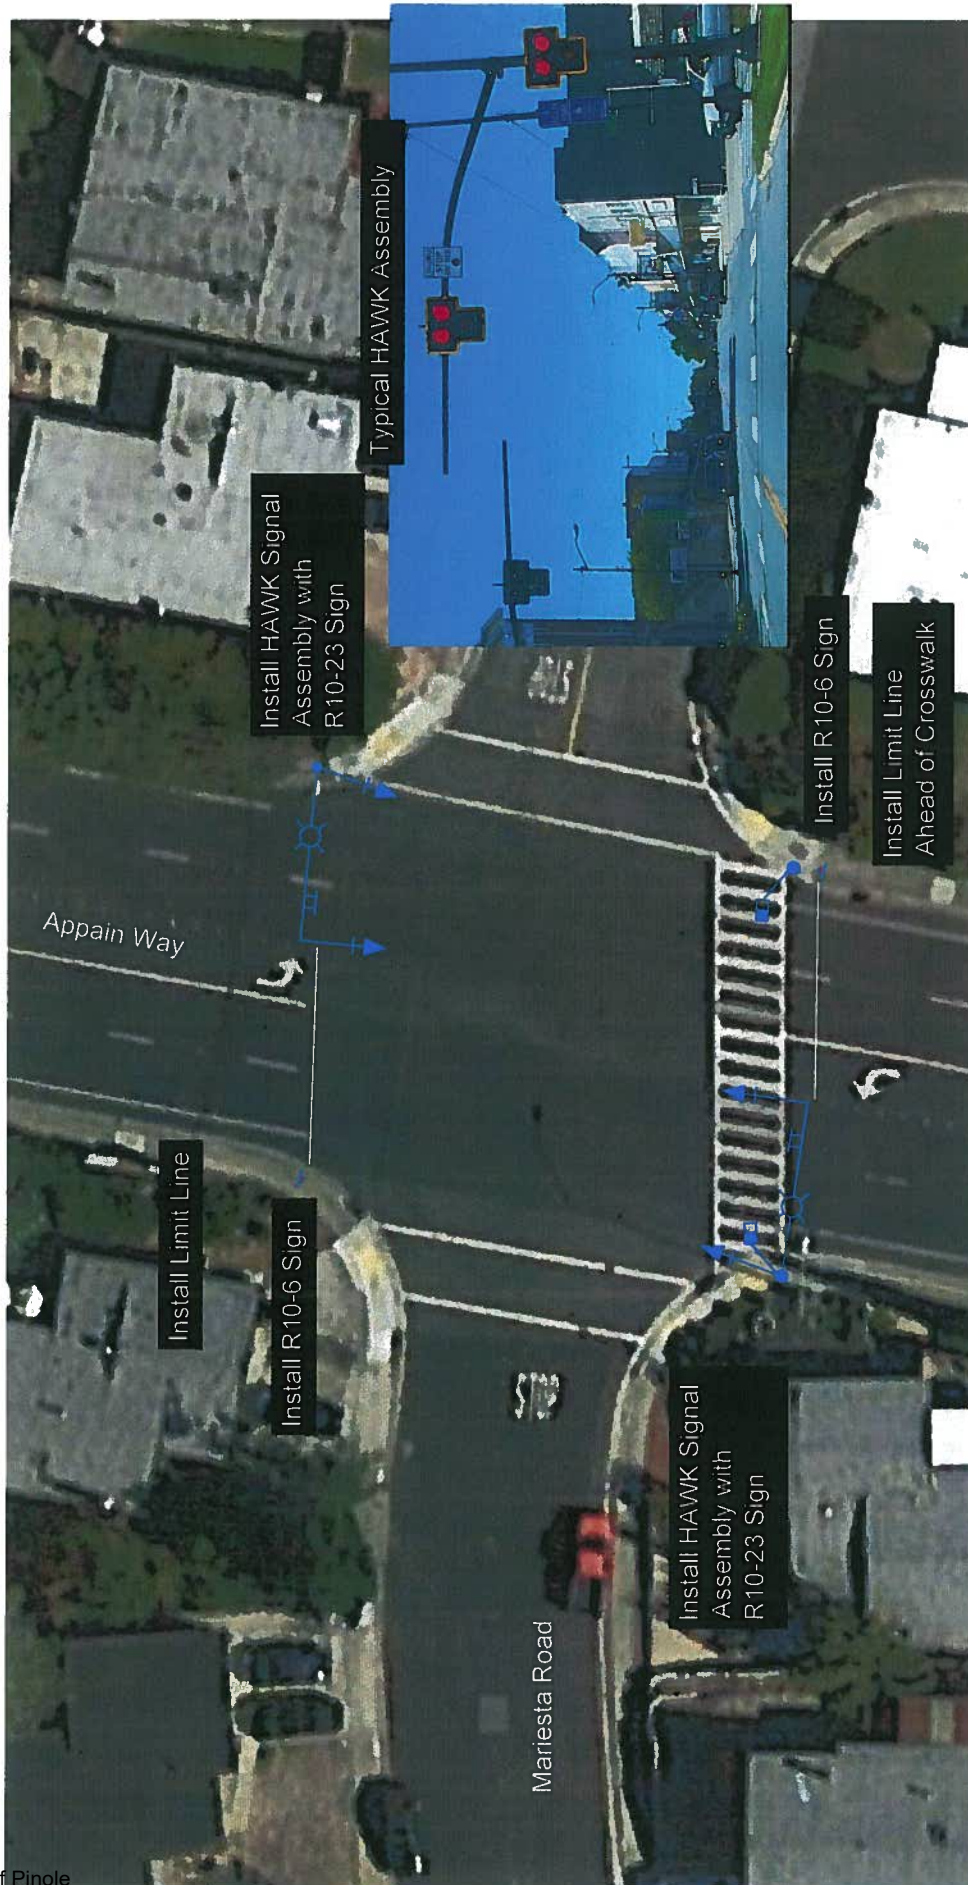 Typical HAWK Assembly
Install HAWK Signal
Assembly with
R10-23 Sign
Install R10-6 Sign
Install Limit Line
Ahead of Crosswalk
Appain Way
Install Limit Line
Install R10-6 Sign
Install HAWK Signal
Assembly with
R10-23 Sign
Mariesta Road
f Pinole